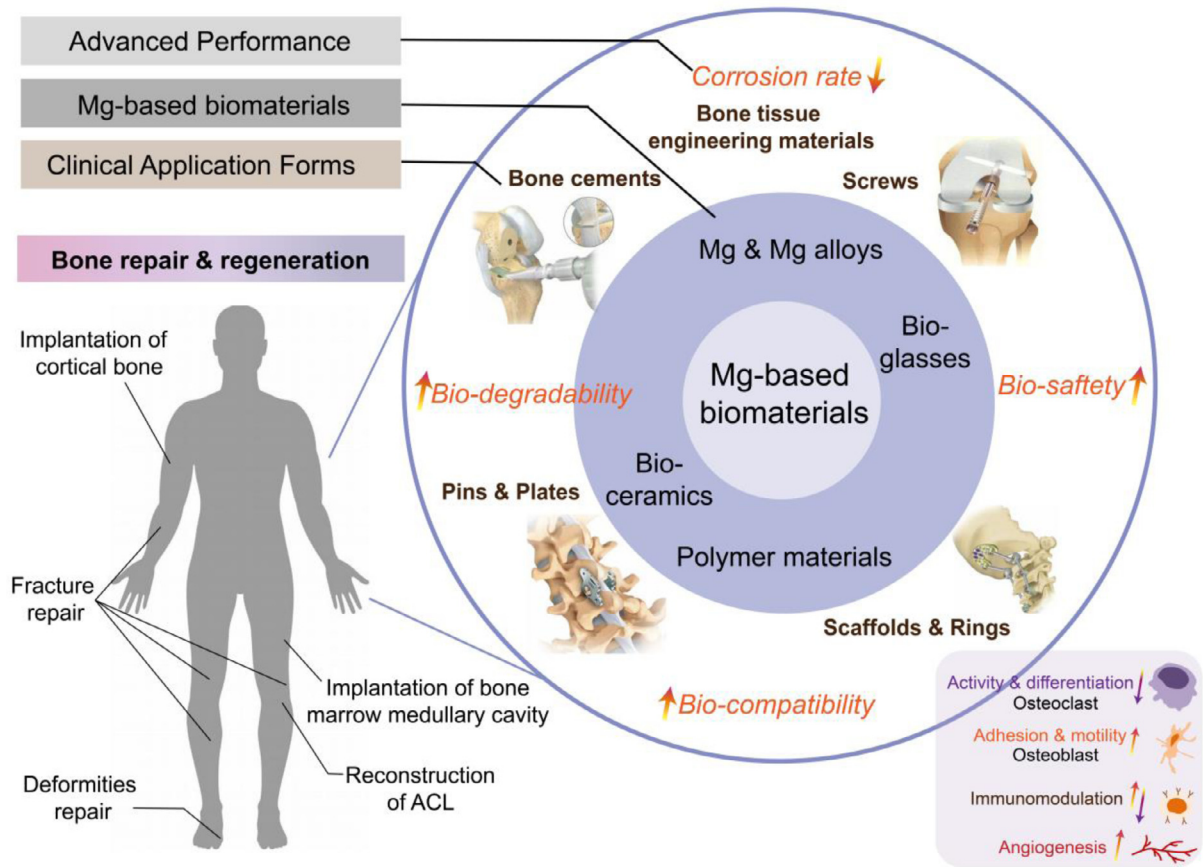 Advanced Performance
Mg-based biomaterials
Clinical Application Forms
Bone repair & regeneration
Implantation of
cortical bone
Fracture
repair
Deformities
repair
Implantation of bone
marrow medullary cavity
Reconstruction
of ACL
Corrosion rate
Bone tissue
engineering materials
Bone cements
Screws
Mg & Mg alloys
Bio-
glasses
Mg-based
biomaterials
Bio-degradability
Bio-saftety
Bio-
ceramics
Pins & Plates
Polymer materials
Scaffolds & Rings
Bio-compatibility
Activity & differentiation
Osteoclast
Adhesion & motility
Osteoblast
Immunomodulation
Angiogenesis